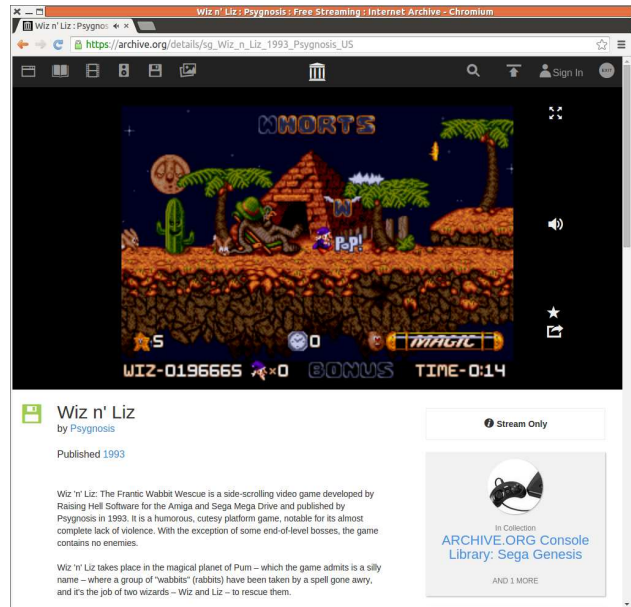 Wiz n' Liz : Psygnosis : Free Streaming : Internet Archive - Chromium
Wiz n' Liz : Psygnos
https://archive.org/details/sg_Wiz_n_Liz_1993_Psygnosis_US
Sign In
EXIT
WHORTS
W
POP!
5
0
MAGIC
WIZ-0196665
×0
BONUS
TIME-0:14
Wiz n' Liz
by Psygnosis
Published 1993
Wiz 'n' Liz: The Frantic Wabbit Wescue is a side-scrolling video game developed by
Raising Hell Software for the Amiga and Sega Mega Drive and published by
Psygnosis in 1993. It is a humorous, cutesy platform game, notable for its almost
complete lack of violence. With the exception of some end-of-level bosses, the game
contains no enemies.
Wiz 'n' Liz takes place in the magical planet of Pum – which the game admits is a silly
name – where a group of "wabbits" (rabbits) have been taken by a spell gone awry,
and it's the job of two wizards – Wiz and Liz – to rescue them.
Stream Only
In Collection
ARCHIVE.ORG Console
Library: Sega Genesis
AND 1 MORE